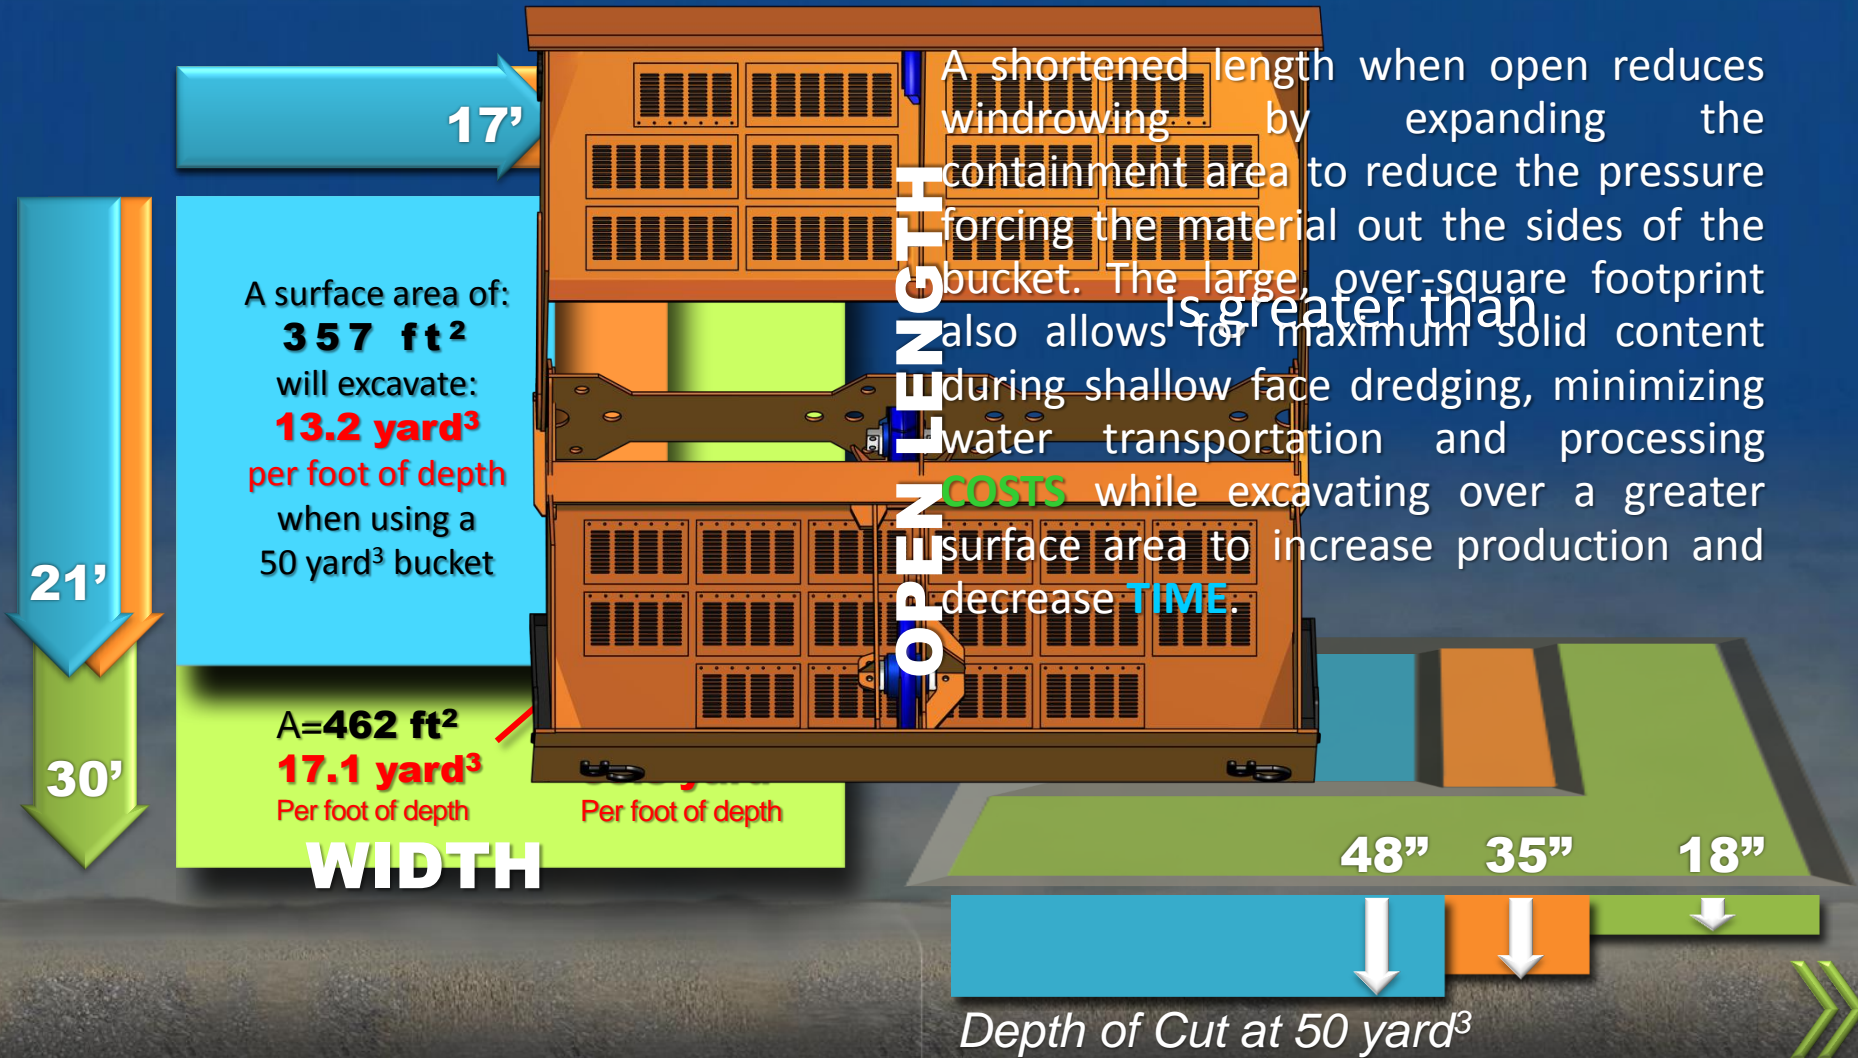 17’
A shortened length when open reduces
windrowing by expanding the
containment area to reduce the pressure
forcing the material out the sides of the
bucket. The large, over-square footprint
also allows for maximum solid content
during shallow face dredging, minimizing
water transportation and processing
COSTS while excavating over a greater
surface area to increase production and
decrease TIME.
is greater than
OPEN LENGTH
A surface area of:
357 ft²
will excavate:
13.2 yard³
per foot of depth
when using a
50 yard³ bucket
21’
30’
A=462 ft²
17.1 yard³
Per foot of depth
Per foot of depth
WIDTH
48” 35” 18”
Depth of Cut at 50 yard³